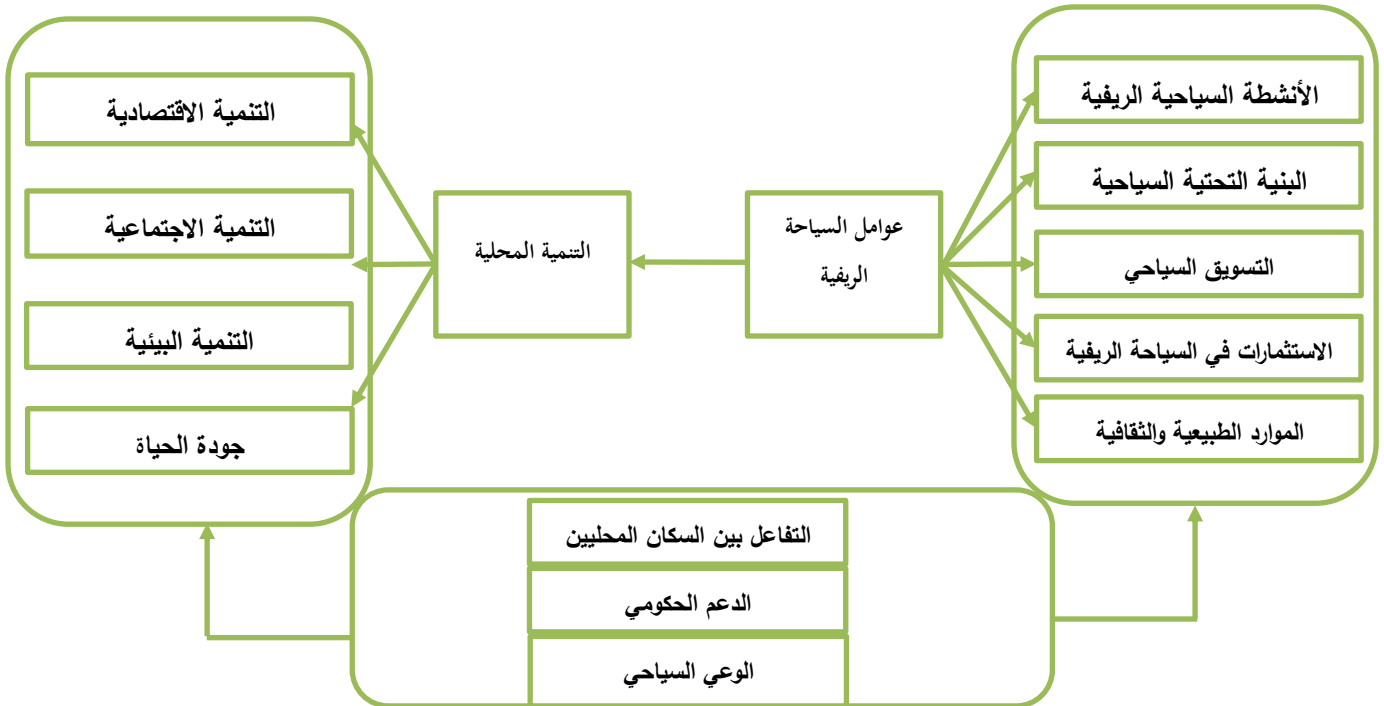 الأنشطة السياحية الريفية
البنية التحتية السياحية
التسويق السياحي
الاستثمارات في السياحة الريفية
الموارد الطبيعية والثقافية
عوامل السياحة
الريفية
التنمية المحلية
التنمية الاقتصادية
التنمية الاجتماعية
التنمية البيئية
جودة الحياة
التفاعل بين السكان المحليين
الدعم الحكومي
الوعي السياحي